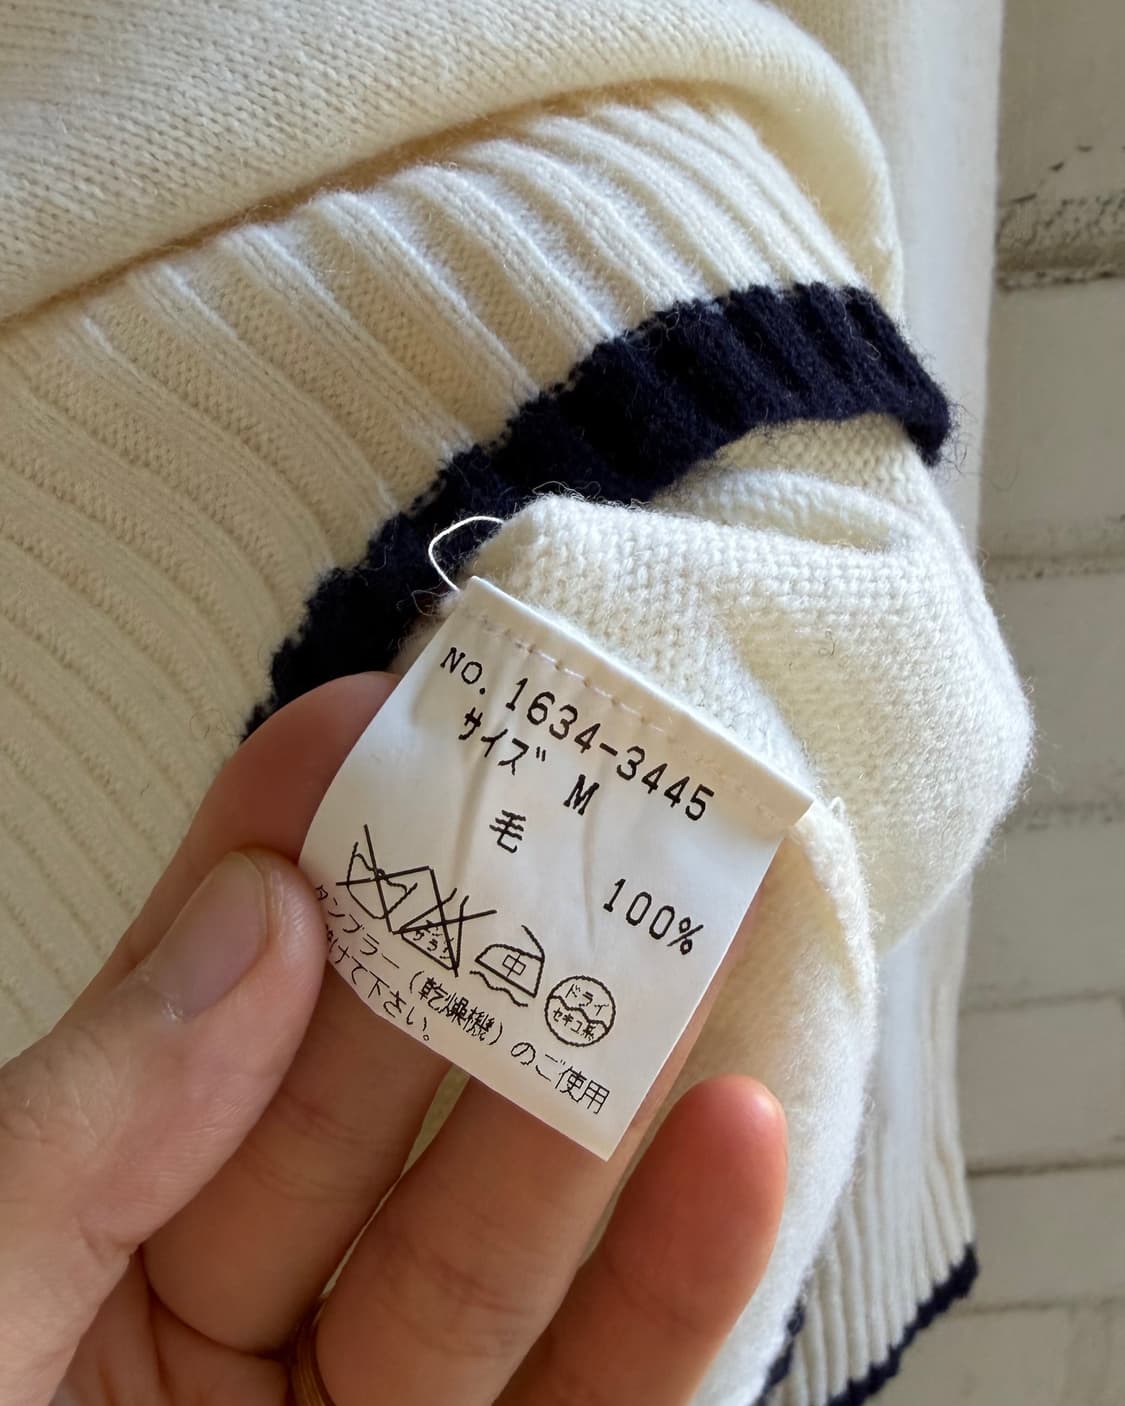 NO. 1634-3445
サイズ M
毛
100%
中
ドライ
セキユ系
タンブラー(乾燥機)のご使用
けて下さい。